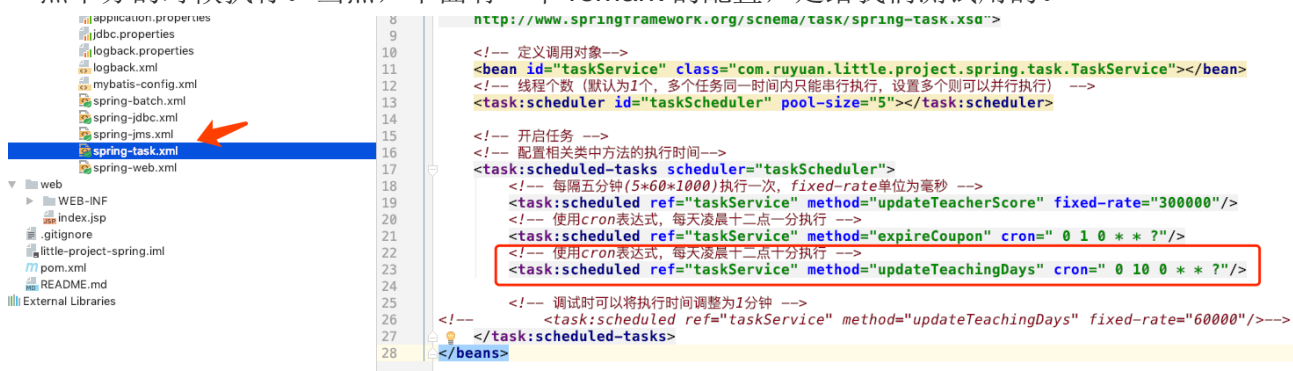 application.properties
jdbc.properties
logback.properties
logback.xml
mybatis-config.xml
spring-batch.xml
spring-jdbc.xml
spring-jms.xml
spring-task.xml
spring-web.xml
web
WEB-INF
index.jsp
.gitignore
little-project-spring.iml
pom.xml
README.md
External Libraries
8 http://www.springframework.org/schema/task/spring-task.xsd">
9
10 <!-- 定义调用对象-->
11 <bean id="taskService" class="com.ruyuan.little.project.spring.task.TaskService"></bean>
12 <!-- 线程个数（默认为1个，多个任务同一时间内只能串行执行，设置多个则可以并行执行） -->
13 <task:scheduler id="taskScheduler" pool-size="5"></task:scheduler>
14
15 <!-- 开启任务 -->
16 <!-- 配置相关类中方法的执行时间-->
17 <task:scheduled-tasks scheduler="taskScheduler">
18 <!-- 每隔五分钟(5*60*1000)执行一次，fixed-rate单位为毫秒 -->
19 <task:scheduled ref="taskService" method="updateTeacherScore" fixed-rate="300000"/>
20 <!-- 使用cron表达式，每天凌晨十二点一分执行 -->
21 <task:scheduled ref="taskService" method="expireCoupon" cron=" 0 1 0 * * ?"/>
22 <!-- 使用cron表达式，每天凌晨十二点十分执行 -->
23 <task:scheduled ref="taskService" method="updateTeachingDays" cron=" 0 10 0 * * ?"/>
24
25 <!-- 调试时可以将执行时间调整为1分钟 -->
26 <!-- <task:scheduled ref="taskService" method="updateTeachingDays" fixed-rate="60000"/>-->
27 </task:scheduled-tasks>
28 </beans>